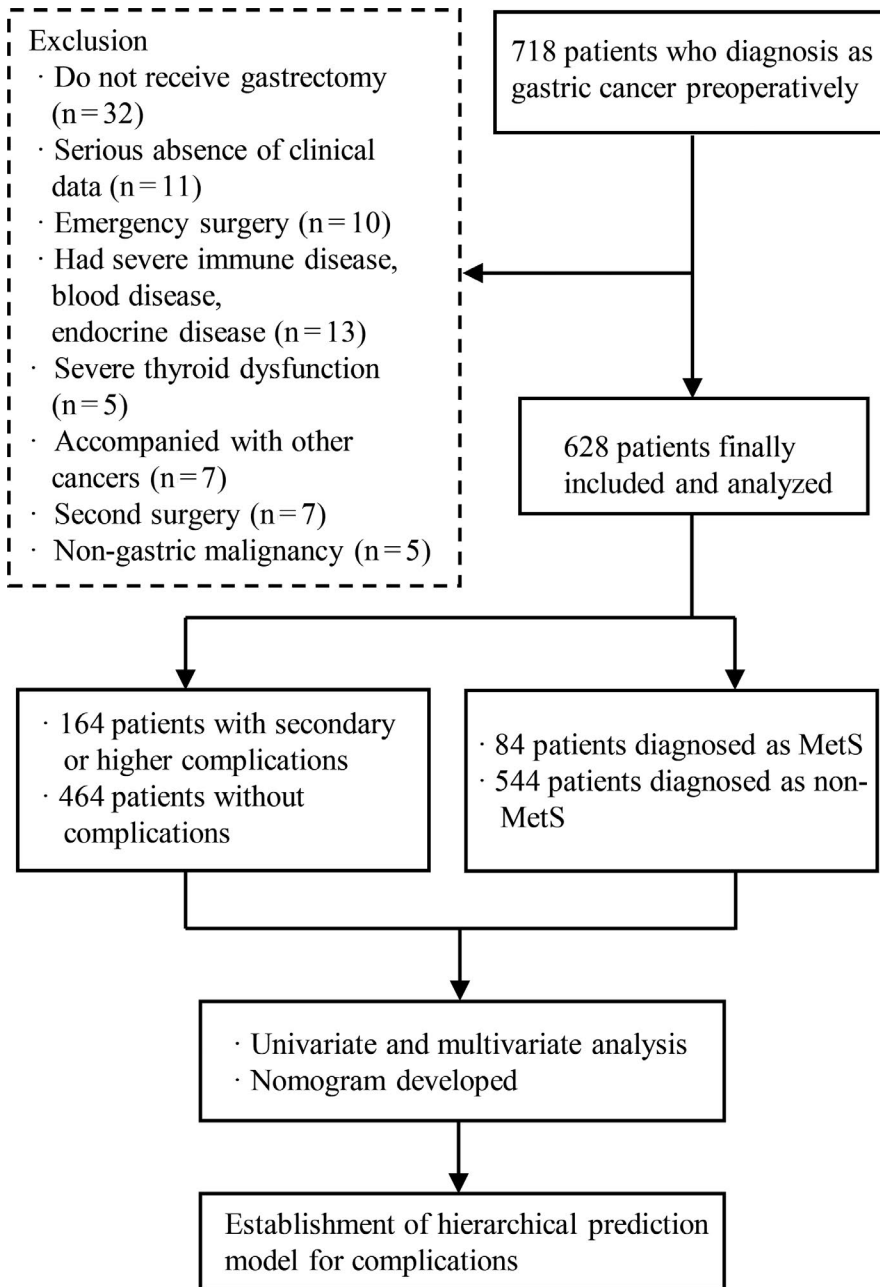 718 patients who diagnosis as
gastric cancer preoperatively
Exclusion
· Do not receive gastrectomy
(n=32)
· Serious absence of clinical
data (n=11)
· Emergency surgery (n=10)
· Had severe immune disease,
blood disease,
endocrine disease (n=13)
· Severe thyroid dysfunction
(n=5)
· Accompanied with other
cancers (n=7)
· Second surgery (n=7)
· Non-gastric malignancy (n=5)
628 patients finally
included and analyzed
· 164 patients with secondary
or higher complications
· 464 patients without
complications
· 84 patients diagnosed as MetS
· 544 patients diagnosed as non-
MetS
· Univariate and multivariate analysis
· Nomogram developed
Establishment of hierarchical prediction
model for complications